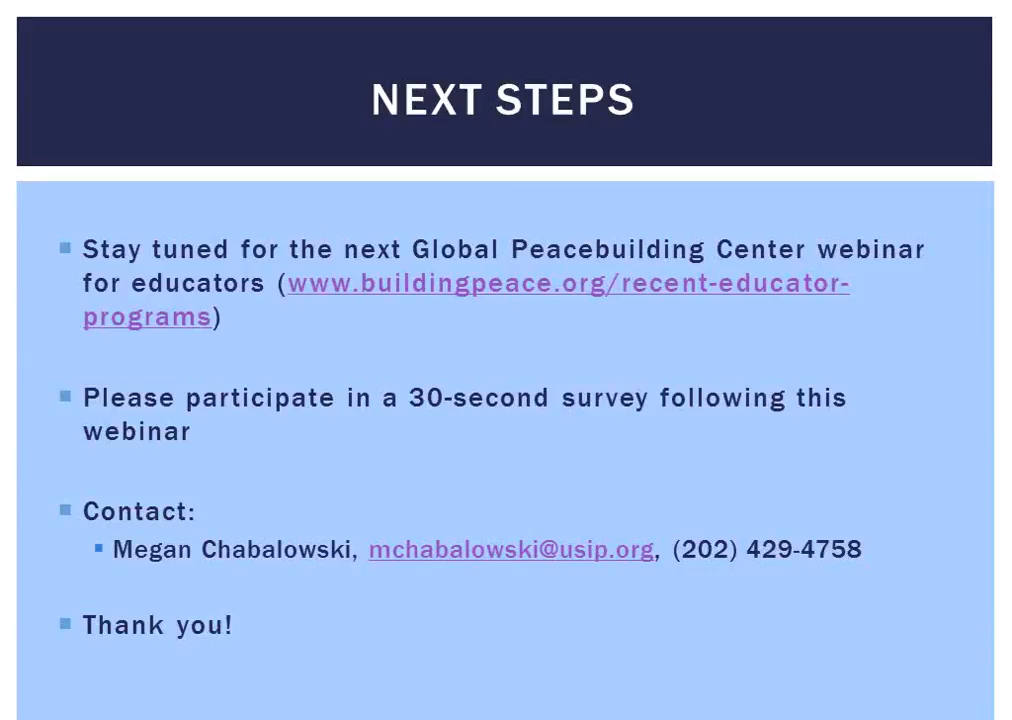 NEXT STEPS
Stay tuned for the next Global Peacebuilding Center webinar
for educators (www.buildingpeace.org/recent-educator-
programs)
Please participate in a 30-second survey following this
webinar
Contact:
Megan Chabalowski, mchabalowski@usip.org, (202) 429-4758
Thank you!